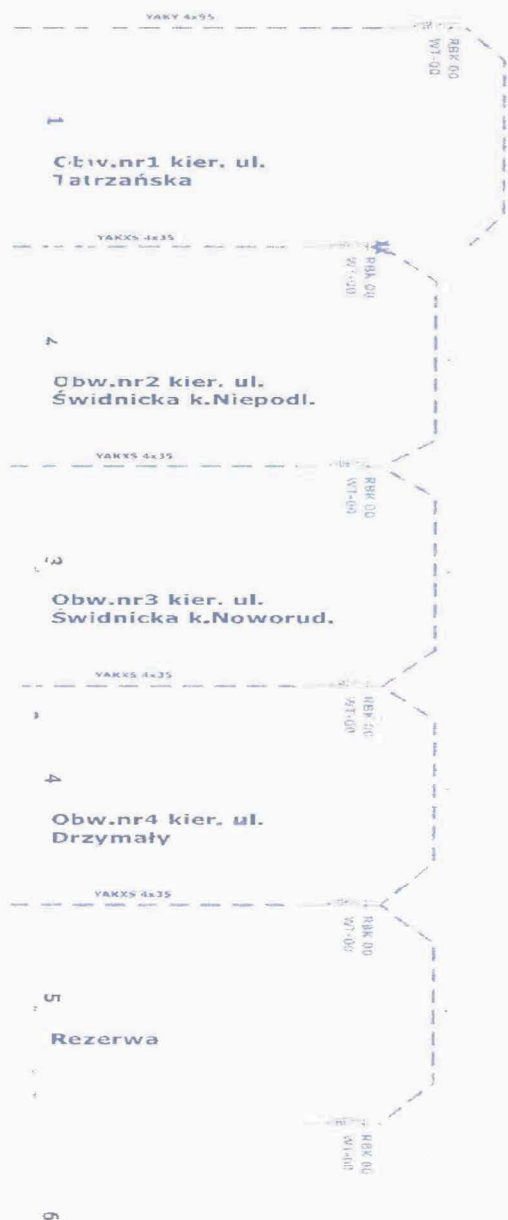 YAKY 4x95
RBK 00
WT-00
1
Obw.nr1 kier. ul.
Tatrzańska
YAKXS 4x35
RBK 00
WT-00
2
Obw.nr2 kier. ul.
Świdnicka k.Niepodl.
YAKXS 4x35
RBK 00
WT-00
3
Obw.nr3 kier. ul.
Świdnicka k.Noworud.
YAKXS 4x35
RBK 00
WT-00
4
Obw.nr4 kier. ul.
Drzymały
YAKXS 4x35
RBK 00
WT-00
5
Rezerwa
RBK 00
WT-00
6